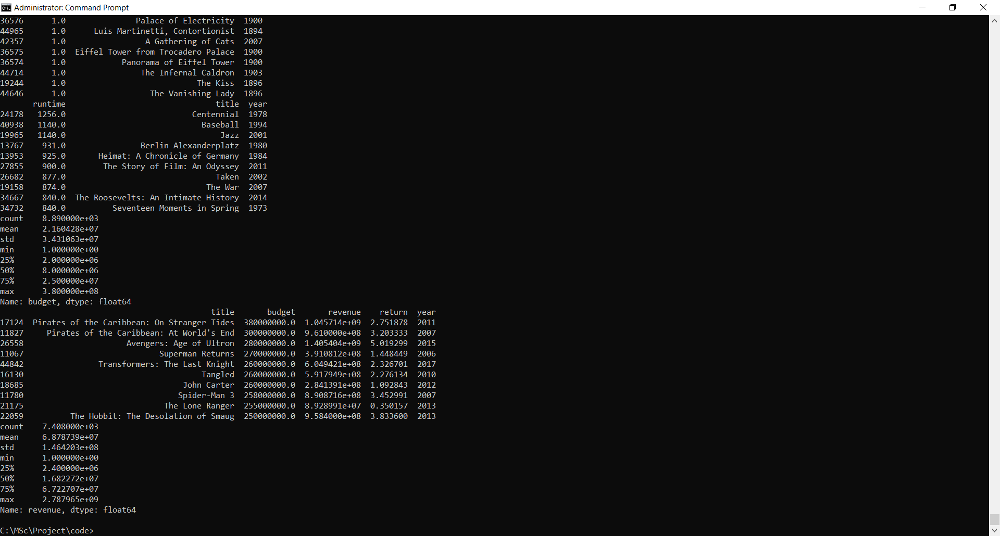 Administrator: Command Prompt
36576      1.0               Palace of Electricity  1900
44965      1.0      Luis Martinetti, Contortionist  1894
42357      1.0                 A Gathering of Cats  2007
36575      1.0  Eiffel Tower from Trocadero Palace  1900
36574      1.0            Panorama of Eiffel Tower  1900
44714      1.0                The Infernal Caldron  1903
19244      1.0                            The Kiss  1896
44646      1.0                  The Vanishing Lady  1896
       runtime                                title  year
24178   1256.0                           Centennial  1978
40938   1140.0                             Baseball  1994
19965   1140.0                                 Jazz  2001
13767    931.0                Berlin Alexanderplatz  1980
13953    925.0       Heimat: A Chronicle of Germany  1984
27855    900.0        The Story of Film: An Odyssey  2011
26682    877.0                                Taken  2002
19158    874.0                              The War  2007
34667    840.0  The Roosevelts: An Intimate History  2014
34732    840.0          Seventeen Moments in Spring  1973
count    8.890000e+03
mean     2.160428e+07
std      3.431063e+07
min      1.000000e+00
25%      2.000000e+06
50%      8.000000e+06
75%      2.500000e+07
max      3.800000e+08
Name: budget, dtype: float64
                                             title       budget       revenue    return  year
17124  Pirates of the Caribbean: On Stranger Tides  380000000.0  1.045714e+09  2.751878  2011
11827     Pirates of the Caribbean: At World's End  300000000.0  9.610000e+08  3.203333  2007
26558                      Avengers: Age of Ultron  280000000.0  1.405404e+09  5.019299  2015
11067                             Superman Returns  270000000.0  3.910812e+08  1.448449  2006
44842                Transformers: The Last Knight  260000000.0  6.049421e+08  2.326701  2017
16130                                      Tangled  260000000.0  5.917949e+08  2.276134  2010
18685                                  John Carter  260000000.0  2.841391e+08  1.092843  2012
11780                                 Spider-Man 3  258000000.0  8.908716e+08  3.452991  2007
21175                              The Lone Ranger  255000000.0  8.928991e+07  0.350157  2013
22059          The Hobbit: The Desolation of Smaug  250000000.0  9.584000e+08  3.833600  2013
count    7.408000e+03
mean     6.878739e+07
std      1.464203e+08
min      1.000000e+00
25%      2.400000e+06
50%      1.682272e+07
75%      6.722707e+07
max      2.787965e+09
Name: revenue, dtype: float64
C:\MSc\Project\code>